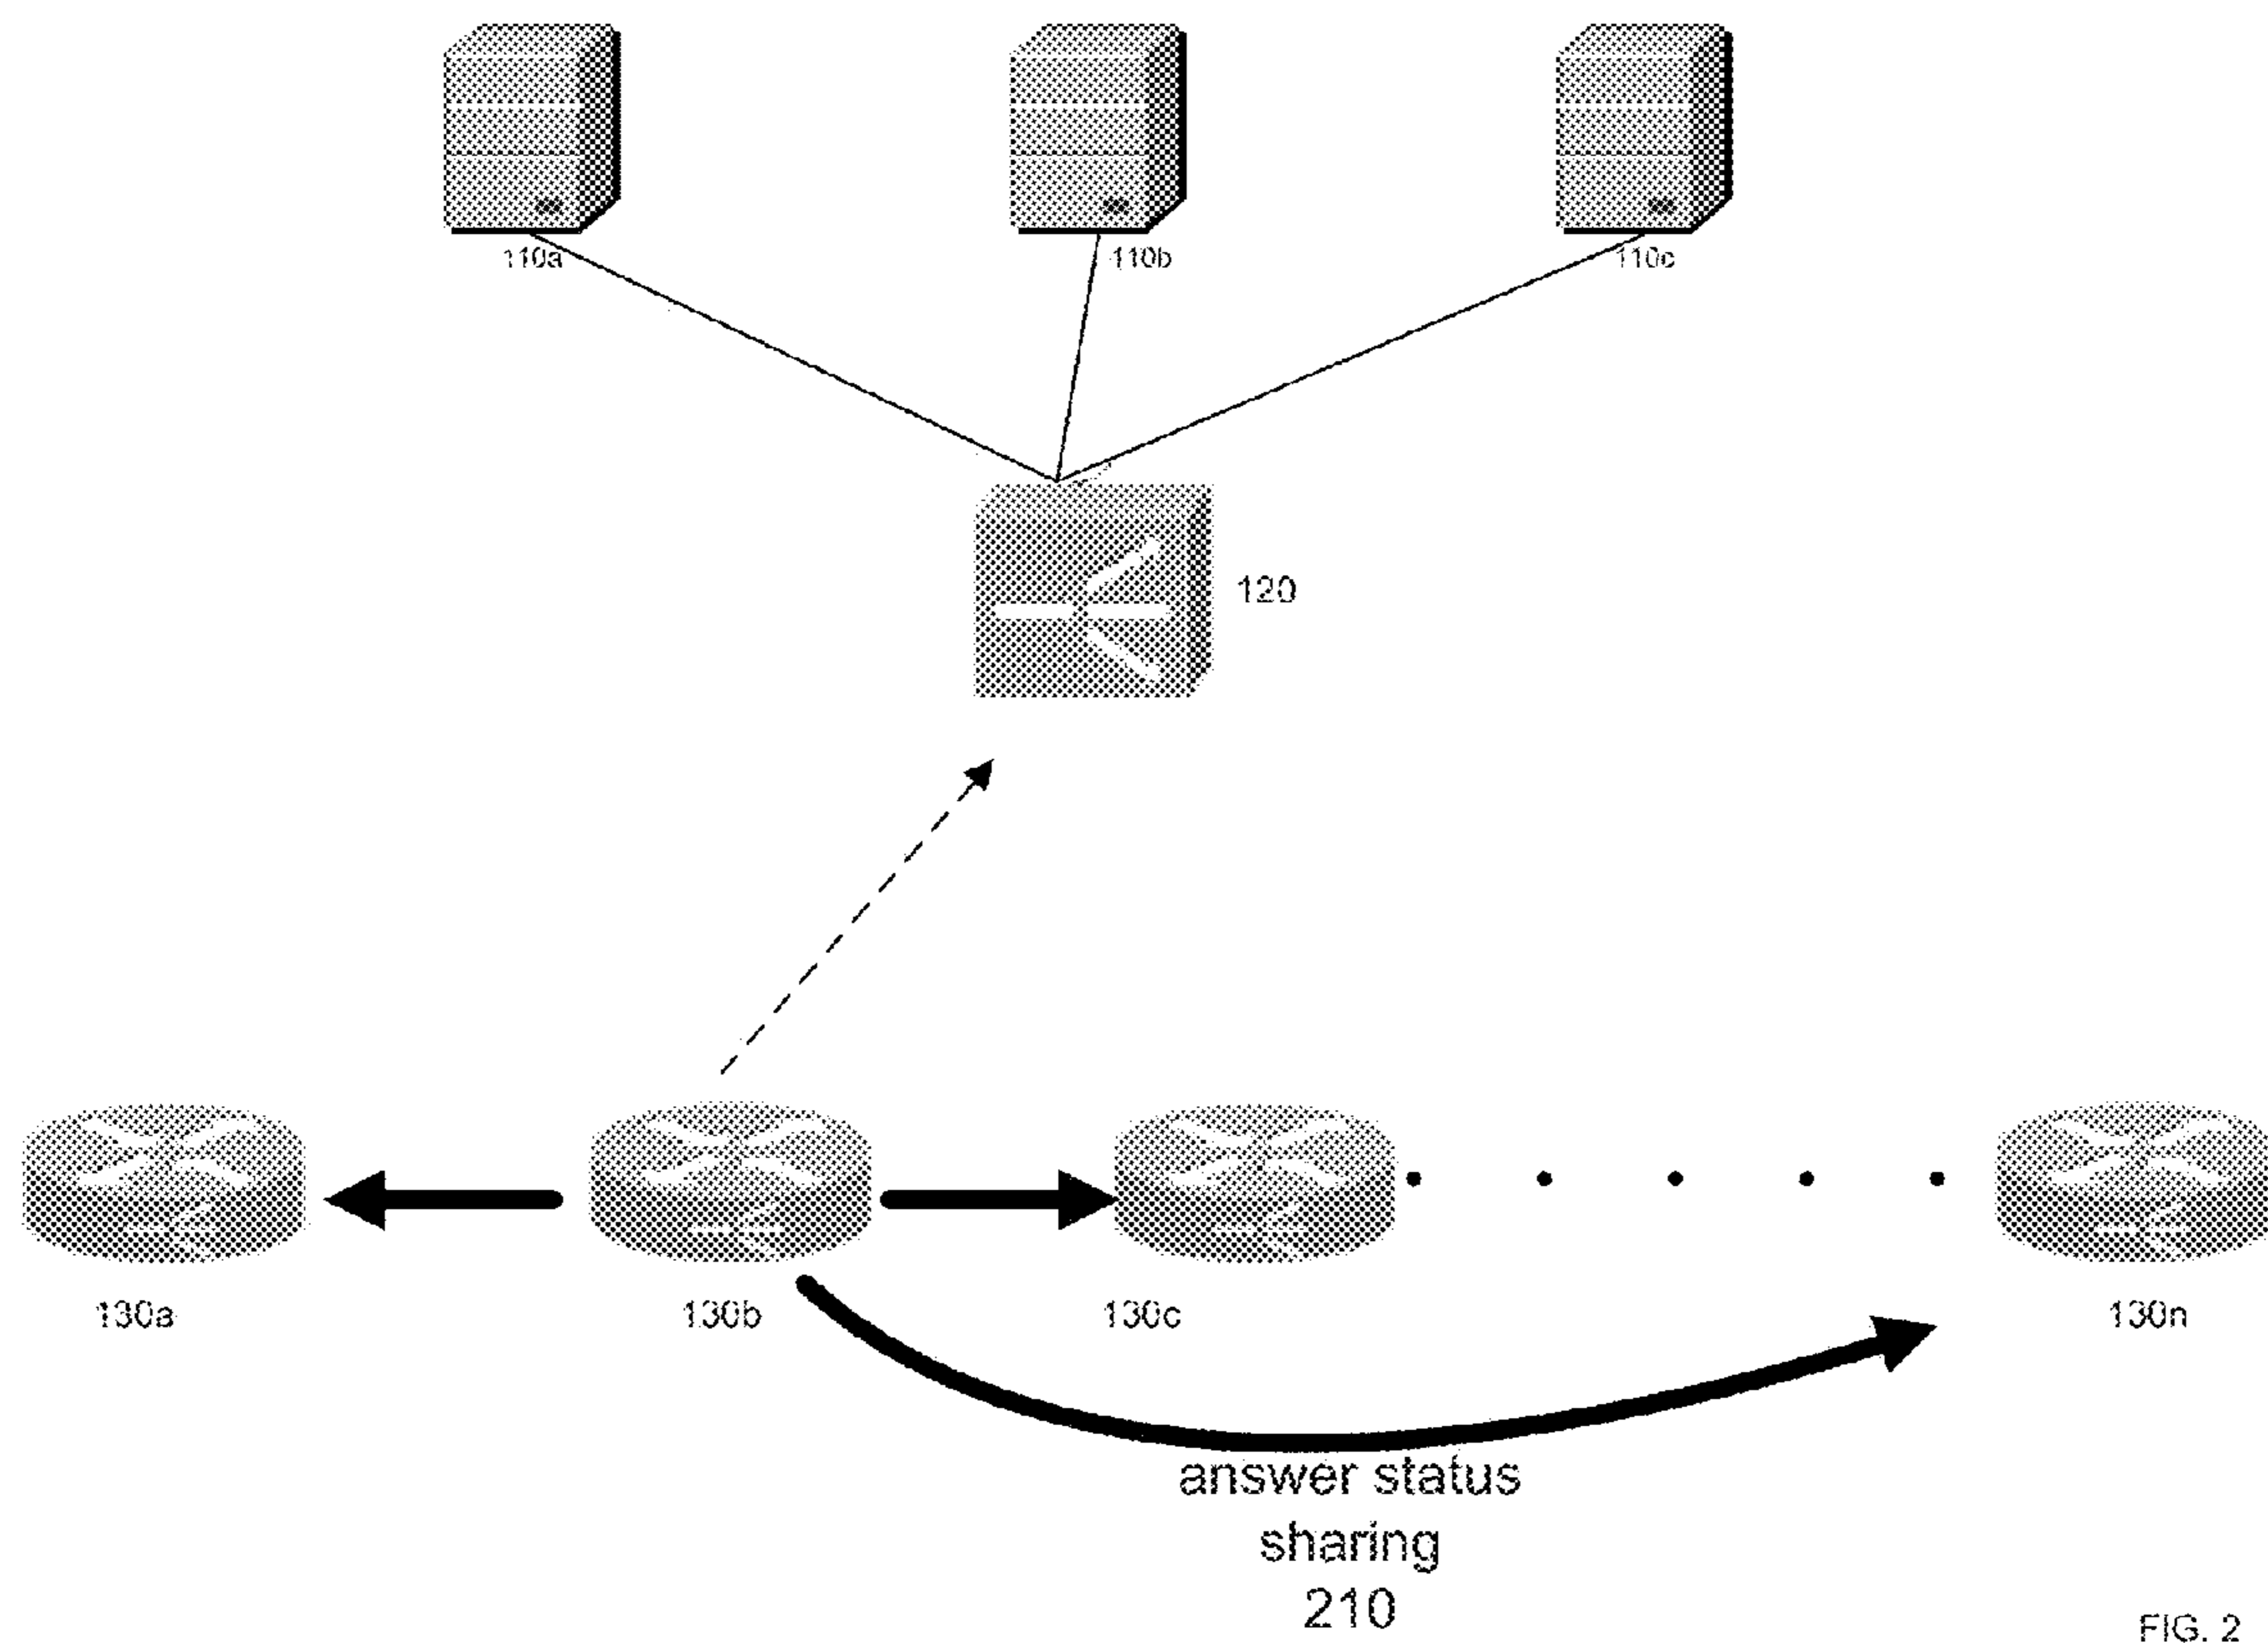 110a
110b
110c
120
130a
130b
130c
130n
answer status
sharing
210
FIG. 2